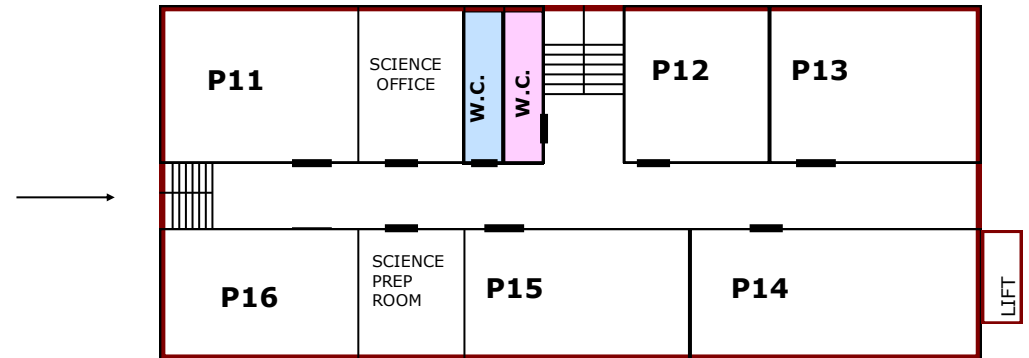 P11
SCIENCE
OFFICE
W.C.
W.C.
P12
P13
P16
SCIENCE
PREP
ROOM
P15
P14
LIFT